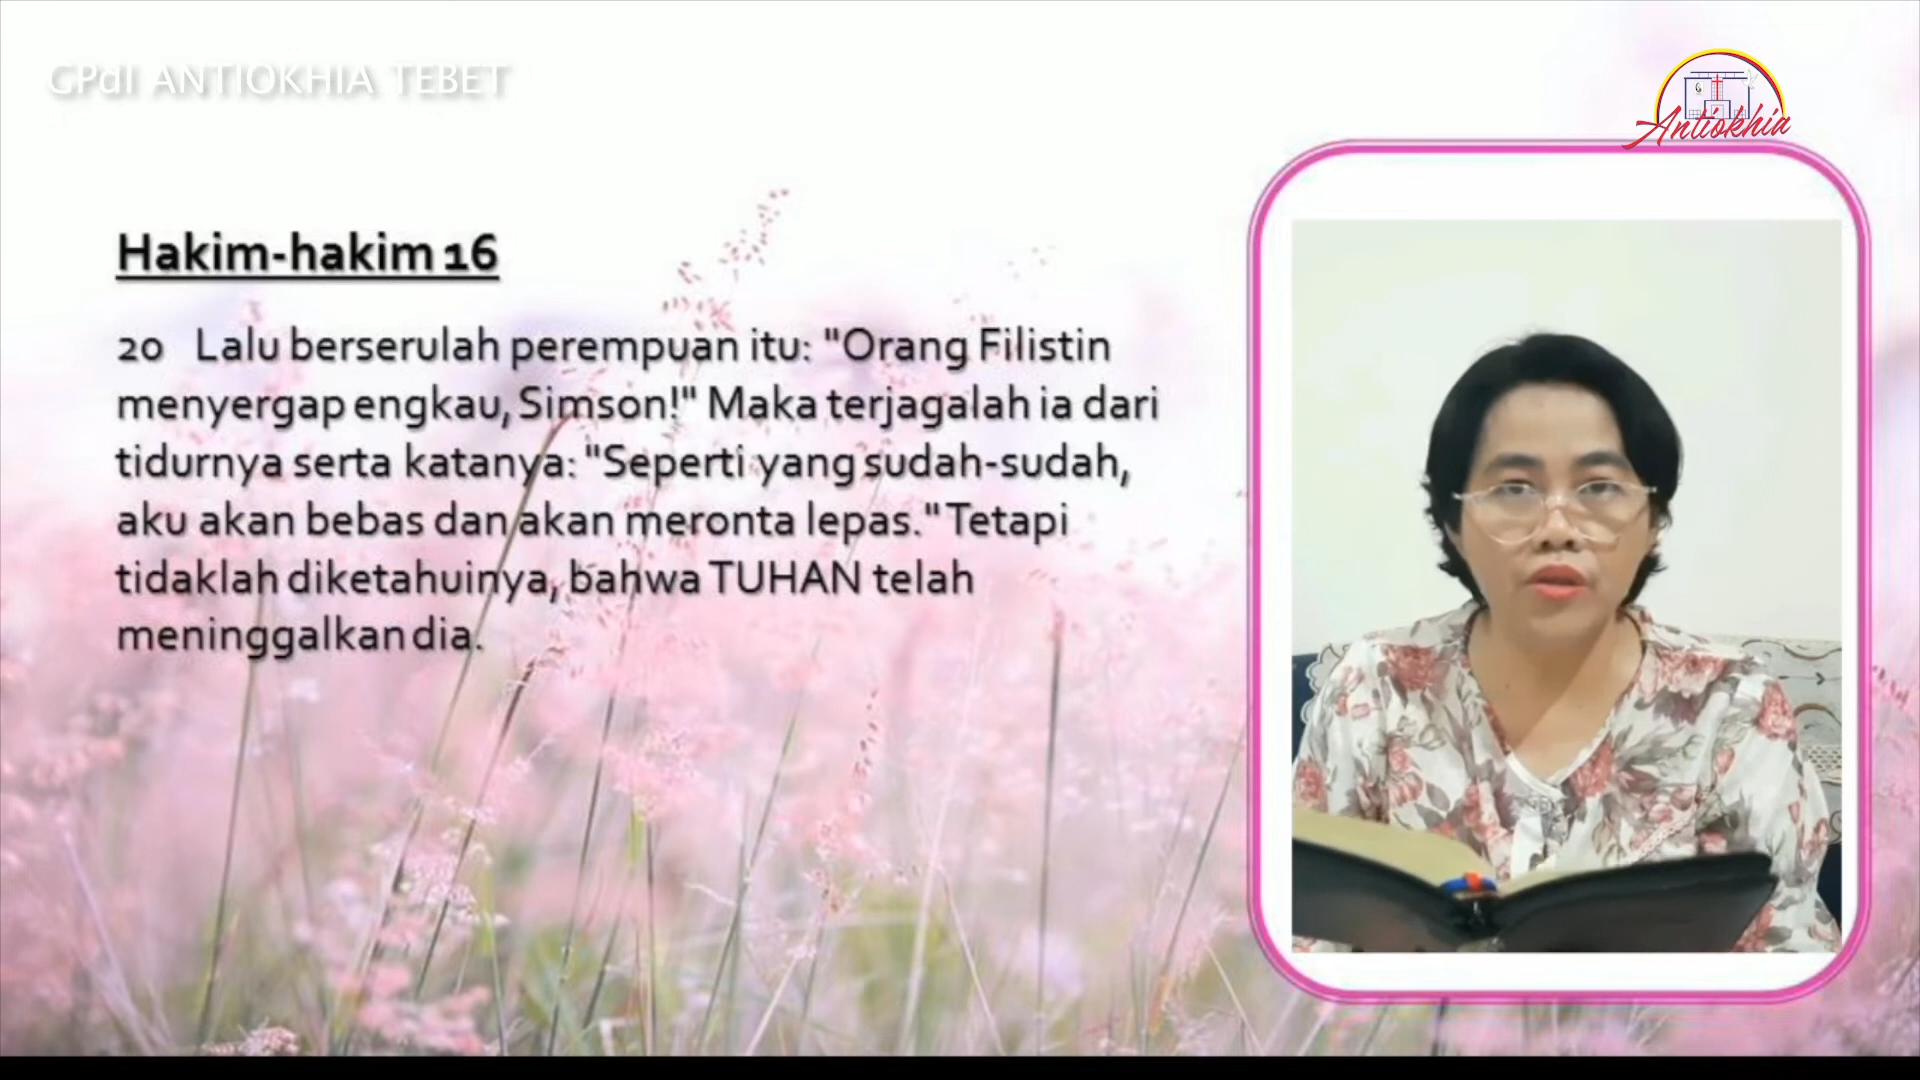 GPdI ANTIOKHIA TEBET
Antiokhia
Hakim-hakim 16
20 Lalu berserulah perempuan itu: "Orang Filistin
menyergap engkau, Simson!" Maka terjagalah ia dari
tidurnya serta katanya: "Seperti yang sudah-sudah,
aku akan bebas dan akan meronta lepas." Tetapi
tidaklah diketahuinya, bahwa TUHAN telah
meninggalkan dia.